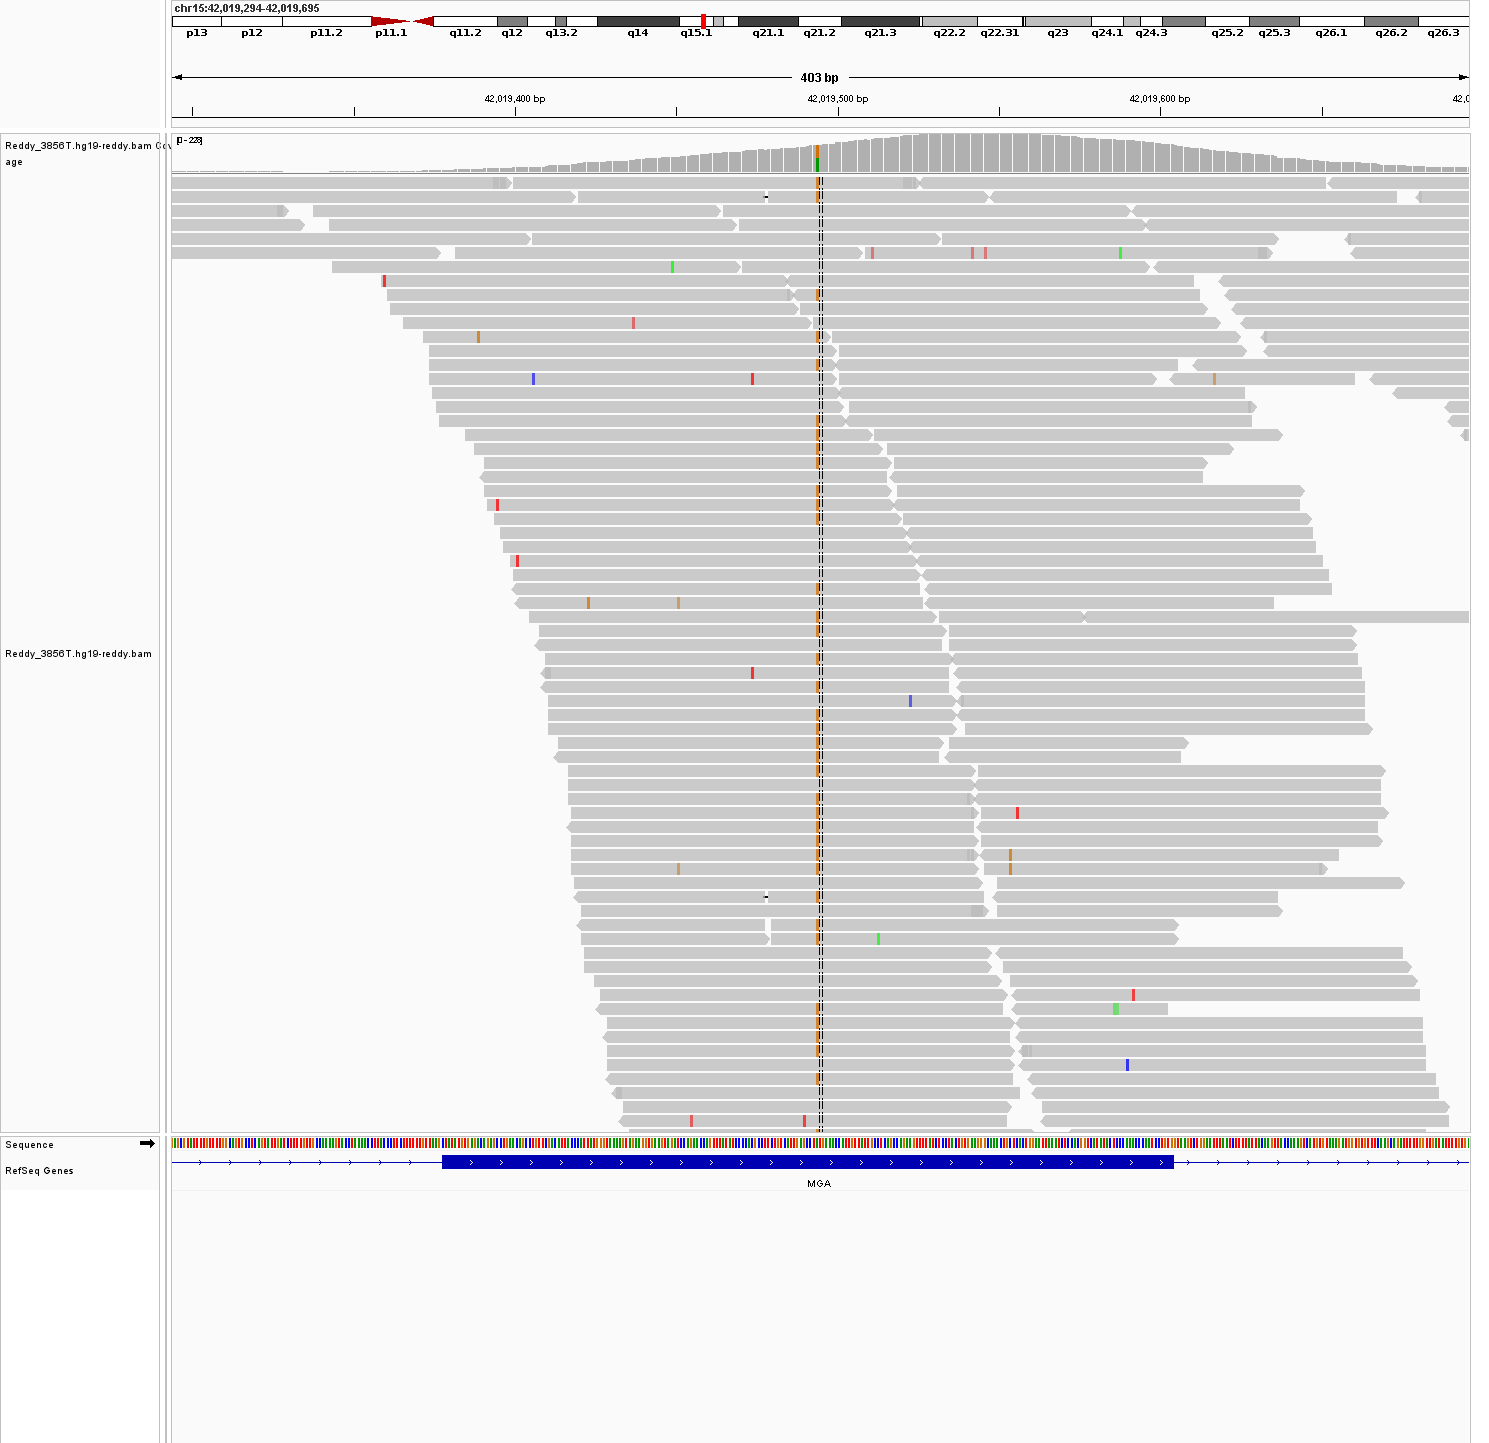 chr15:42,019,294-42,019,695
p13 p12 p11.2 p11.1 q11.2 q12 q13.2 q14 q15.1 q21.1 q21.2 q21.3 q22.2 q22.31 q23 q24.1 q24.3 q25.2 q25.3 q26.1 q26.2 q26.3
403 bp
42,019,400 bp 42,019,500 bp 42,019,600 bp 42,0
[0 - 228]
Reddy_3856T.hg19-reddy.bam Cov
age
Reddy_3856T.hg19-reddy.bam
Sequence
RefSeq Genes
MGA